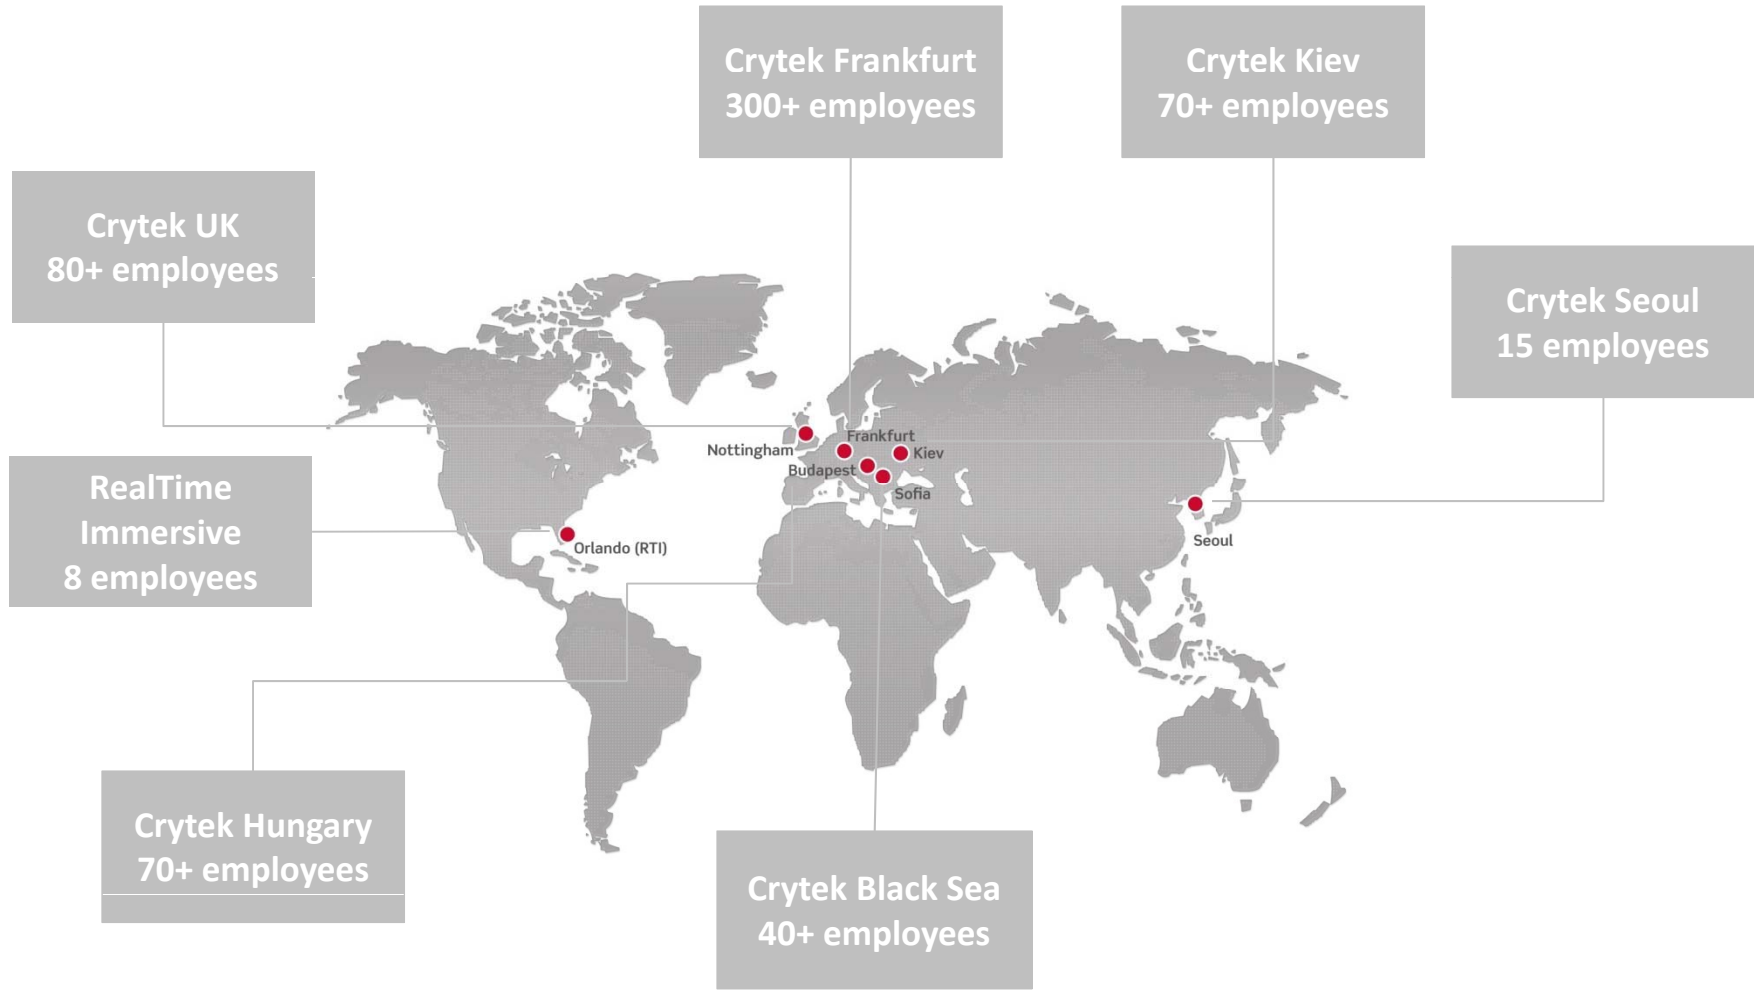 Crytek Frankfurt
300+ employees
Crytek Kiev
70+ employees
Crytek UK
80+ employees
Crytek Seoul
15 employees
Frankfurt
Nottingham
Kiev
Budapest
Sofia
RealTime
Immersive
8 employees
Orlando (RTI)
Seoul
Crytek Hungary
70+ employees
Crytek Black Sea
40+ employees